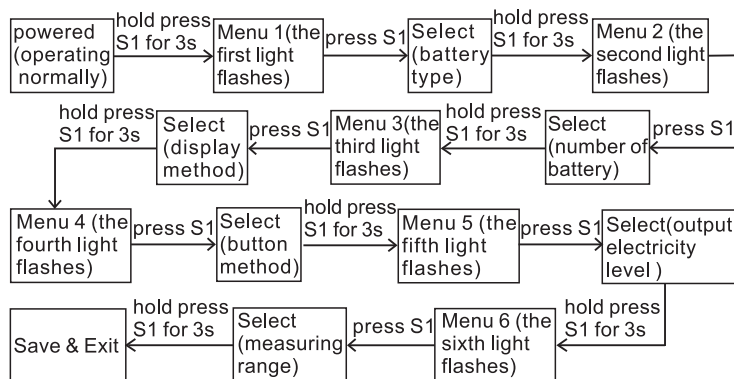 powered
(operating
normally)
hold press
S1 for 3s
Menu 1(the
first light
flashes)
press S1
Select
(battery
type)
hold press
S1 for 3s
Menu 2 (the
second light
flashes)
press S1
Select
(number of
battery)
hold press
S1 for 3s
Menu 3(the
third light
flashes)
press S1
Select
(display
method)
hold press
S1 for 3s
Menu 4 (the
fourth light
flashes)
press S1
Select
(button
method)
hold press
S1 for 3s
Menu 5 (the
fifth light
flashes)
press S1
Select(output
electricity
level )
hold press
S1 for 3s
Menu 6 (the
sixth light
flashes)
press S1
Select
(measuring
range)
hold press
S1 for 3s
Save & Exit